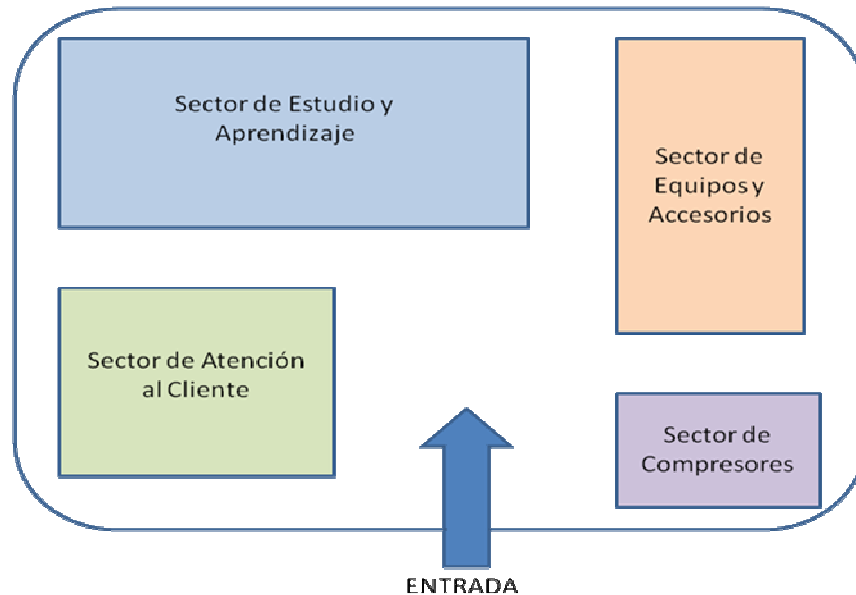 Sector de Estudio y
Aprendizaje
Sector de
Equipos y
Accesorios
Sector de Atención
al Cliente
Sector de
Compresores
ENTRADA